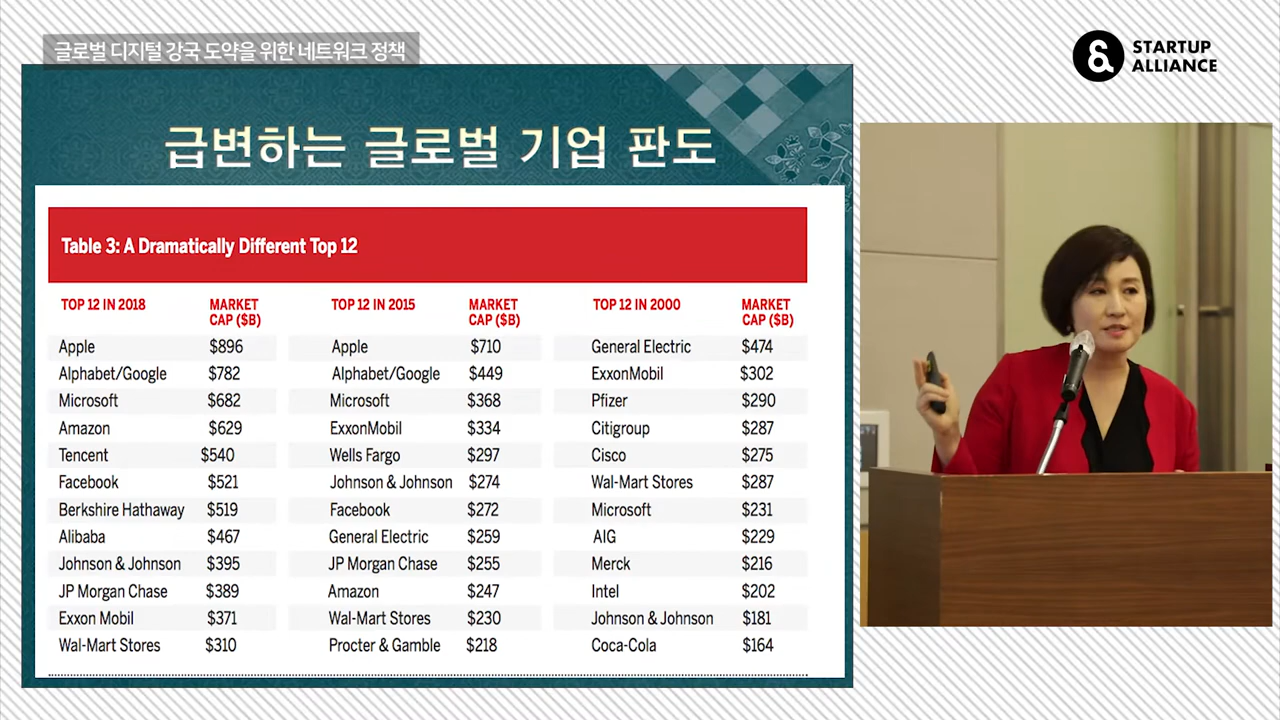 글로벌 디지털 강국 도약을 위한 네트워크 정책
STARTUP
ALLIANCE
급변하는 글로벌 기업 판도
Table 3: A Dramatically Different Top 12
TOP 12 IN 2018 MARKET CAP ($B) TOP 12 IN 2015 MARKET CAP ($B) TOP 12 IN 2000 MARKET CAP ($B)
Apple $896 Apple $710 General Electric $474
Alphabet/Google $782 Alphabet/Google $449 ExxonMobil $302
Microsoft $682 Microsoft $368 Pfizer $290
Amazon $629 ExxonMobil $334 Citigroup $287
Tencent $540 Wells Fargo $297 Cisco $275
Facebook $521 Johnson & Johnson $274 Wal-Mart Stores $287
Berkshire Hathaway $519 Facebook $272 Microsoft $231
Alibaba $467 General Electric $259 AIG $229
Johnson & Johnson $395 JP Morgan Chase $255 Merck $216
JP Morgan Chase $389 Amazon $247 Intel $202
Exxon Mobil $371 Wal-Mart Stores $230 Johnson & Johnson $181
Wal-Mart Stores $310 Procter & Gamble $218 Coca-Cola $164